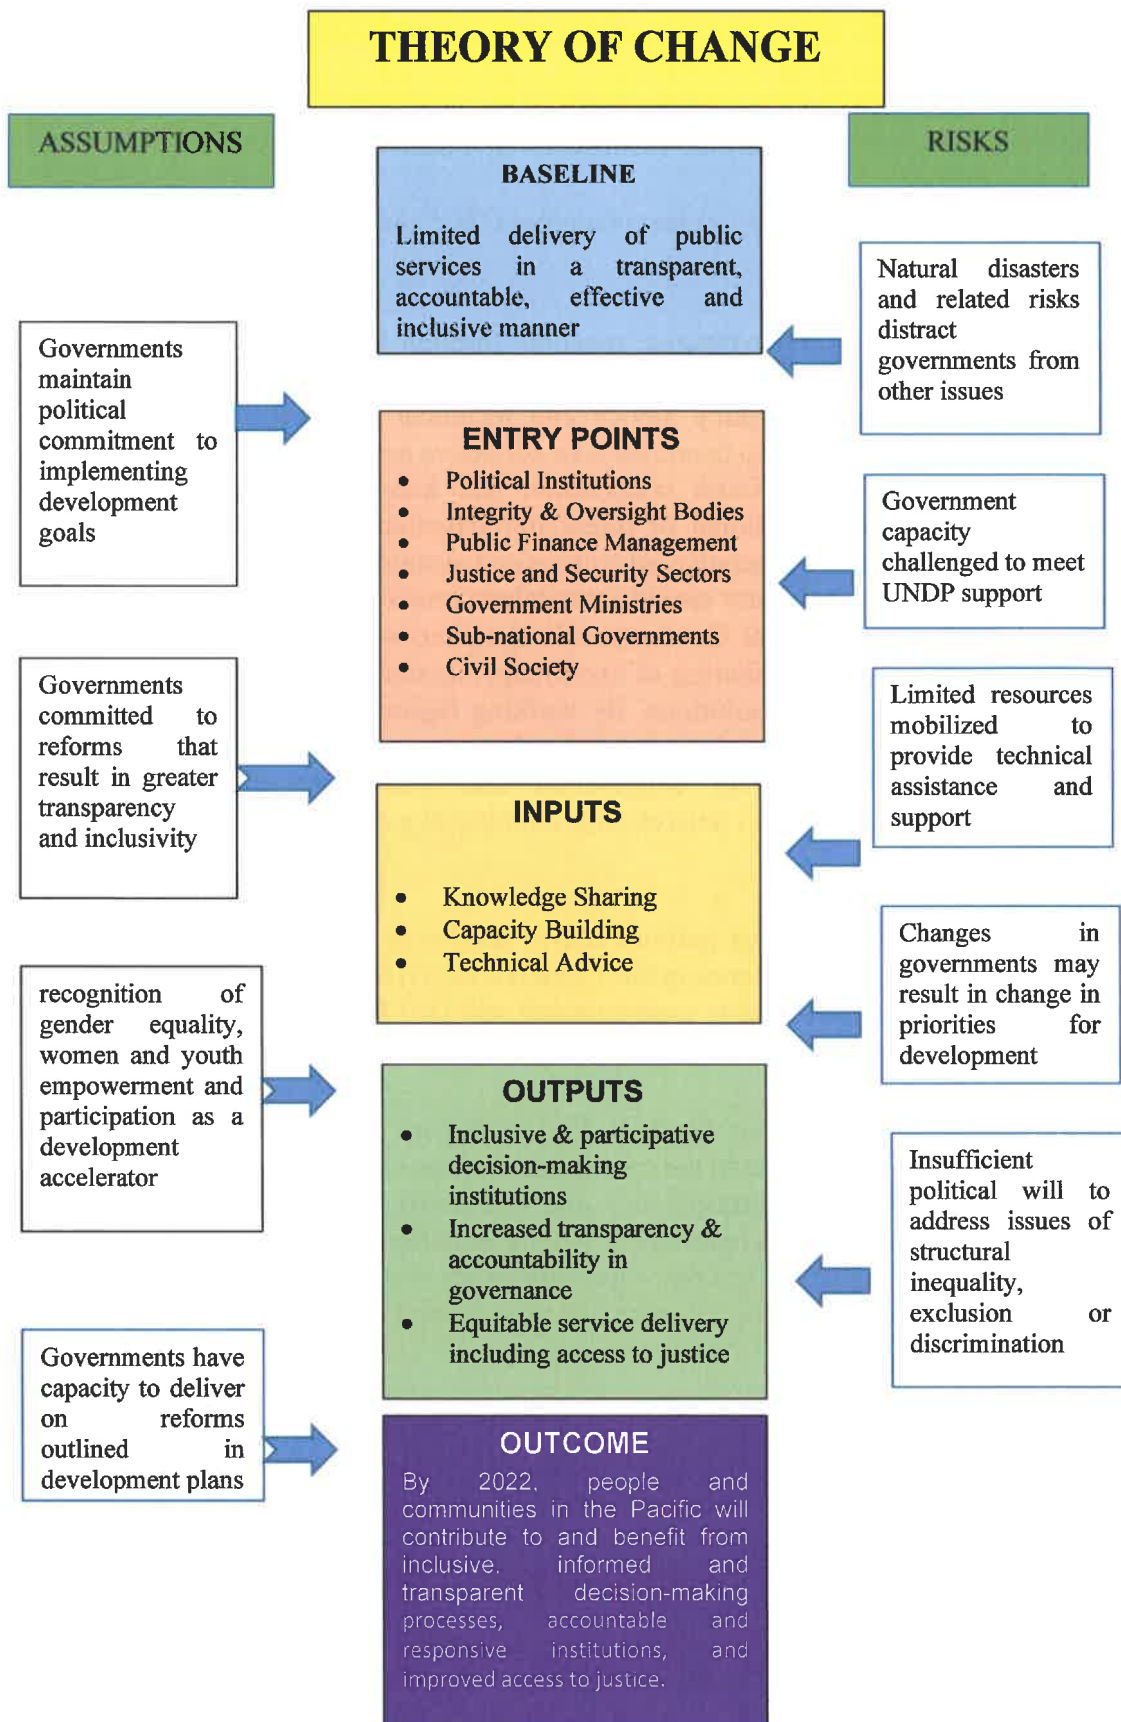 THEORY OF CHANGE
ASSUMPTIONS
Governments
maintain
political
commitment to
implementing
development
goals
Governments
committed to
reforms that
result in greater
transparency
and inclusivity
recognition of
gender equality,
women and youth
empowerment and
participation as a
development
accelerator
Governments have
capacity to deliver
on reforms
outlined in
development plans
BASELINE
Limited delivery of public
services in a transparent,
accountable, effective and
inclusive manner
ENTRY POINTS
• Political Institutions
• Integrity & Oversight Bodies
• Public Finance Management
• Justice and Security Sectors
• Government Ministries
• Sub-national Governments
• Civil Society
INPUTS
• Knowledge Sharing
• Capacity Building
• Technical Advice
OUTPUTS
• Inclusive & participative
decision-making
institutions
• Increased transparency &
accountability in
governance
• Equitable service delivery
including access to justice
OUTCOME
By 2022, people and
communities in the Pacific will
contribute to and benefit from
inclusive, informed and
transparent decision-making
processes, accountable and
responsive institutions, and
improved access to justice.
RISKS
Natural disasters
and related risks
distract
governments from
other issues
Government
capacity
challenged to meet
UNDP support
Limited resources
mobilized to
provide technical
assistance and
support
Changes in
governments may
result in change in
priorities for
development
Insufficient
political will to
address issues of
structural
inequality,
exclusion or
discrimination